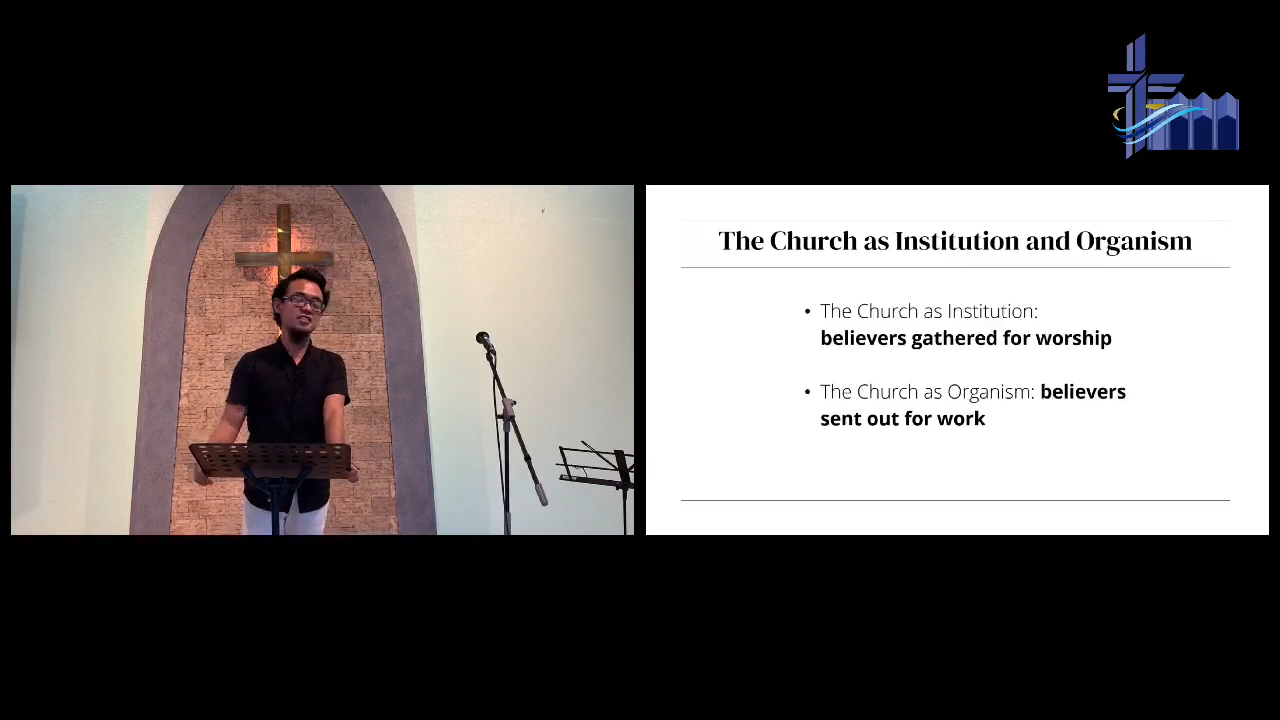 The Church as Institution and Organism
• The Church as Institution:
believers gathered for worship
• The Church as Organism: believers
sent out for work